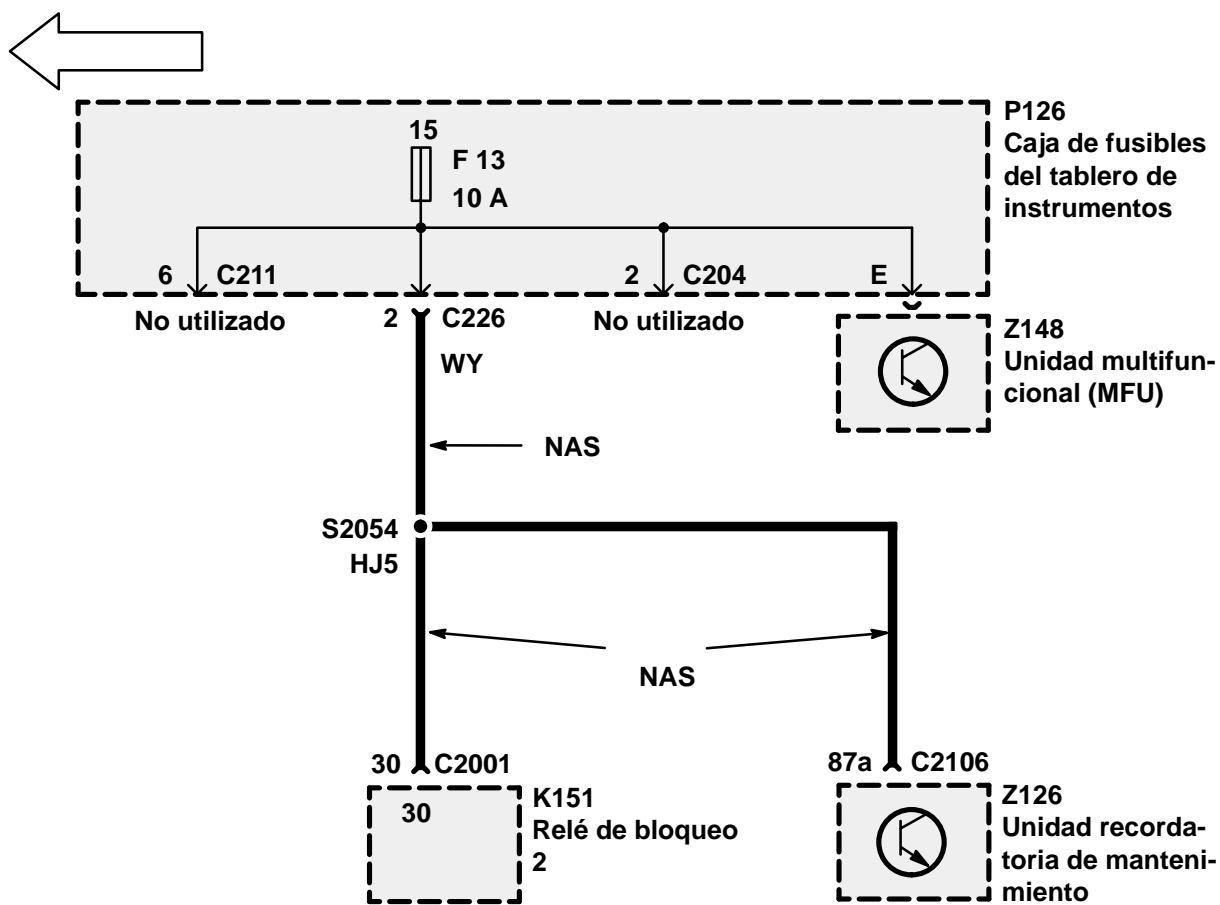 P126
Caja de fusibles
del tablero de
instrumentos
15
F 13
10 A
6 C211
2 C204
E
No utilizado
2 C226
No utilizado
WY
Z148
Unidad multifun-
cional (MFU)
NAS
S2054
HJ5
NAS
30 C2001
87a C2106
30
K151
Relé de bloqueo
2
Z126
Unidad recorda-
toria de manteni-
miento